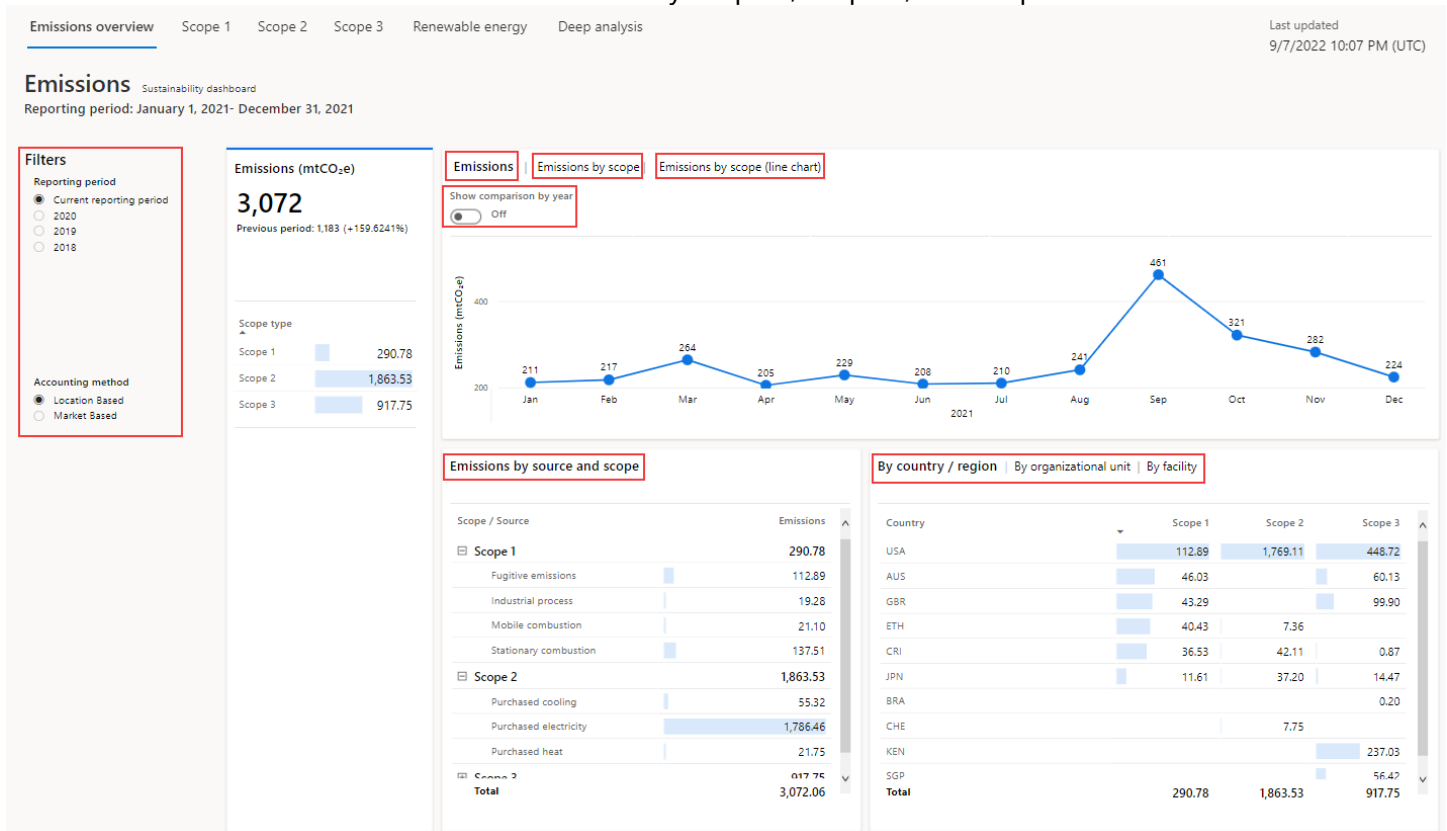 Emissions overview Scope 1 Scope 2 Scope 3 Renewable energy Deep analysis
Last updated
9/7/2022 10:07 PM (UTC)
Emissions Sustainability dashboard
Reporting period: January 1, 2021- December 31, 2021
Filters
Reporting period
Current reporting period
2020
2019
2018
Accounting method
Location Based
Market Based
Emissions (mtCO₂e)
3,072
Previous period: 1,183 (+159.6241%)
Scope type
Scope 1 290.78
Scope 2 1,863.53
Scope 3 917.75
Emissions | Emissions by scope | Emissions by scope (line chart)
Show comparison by year
Off
Emissions (mtCO₂e)
400
200
211 217 264 205 229 208 210 241 461 321 282 224
Jan Feb Mar Apr May Jun Jul Aug Sep Oct Nov Dec
2021
Emissions by source and scope
Scope / Source Emissions
Scope 1 290.78
Fugitive emissions 112.89
Industrial process 19.28
Mobile combustion 21.10
Stationary combustion 137.51
Scope 2 1,863.53
Purchased cooling 55.32
Purchased electricity 1,786.46
Purchased heat 21.75
Scope 3 917.75
Total 3,072.06
By country / region | By organizational unit | By facility
Country Scope 1 Scope 2 Scope 3
USA 112.89 1,769.11 448.72
AUS 46.03 60.13
GBR 43.29 99.90
ETH 40.43 7.36
CRI 36.53 42.11 0.87
JPN 11.61 37.20 14.47
BRA 0.20
CHE 7.75
KEN 237.03
SGP 56.42
Total 290.78 1,863.53 917.75